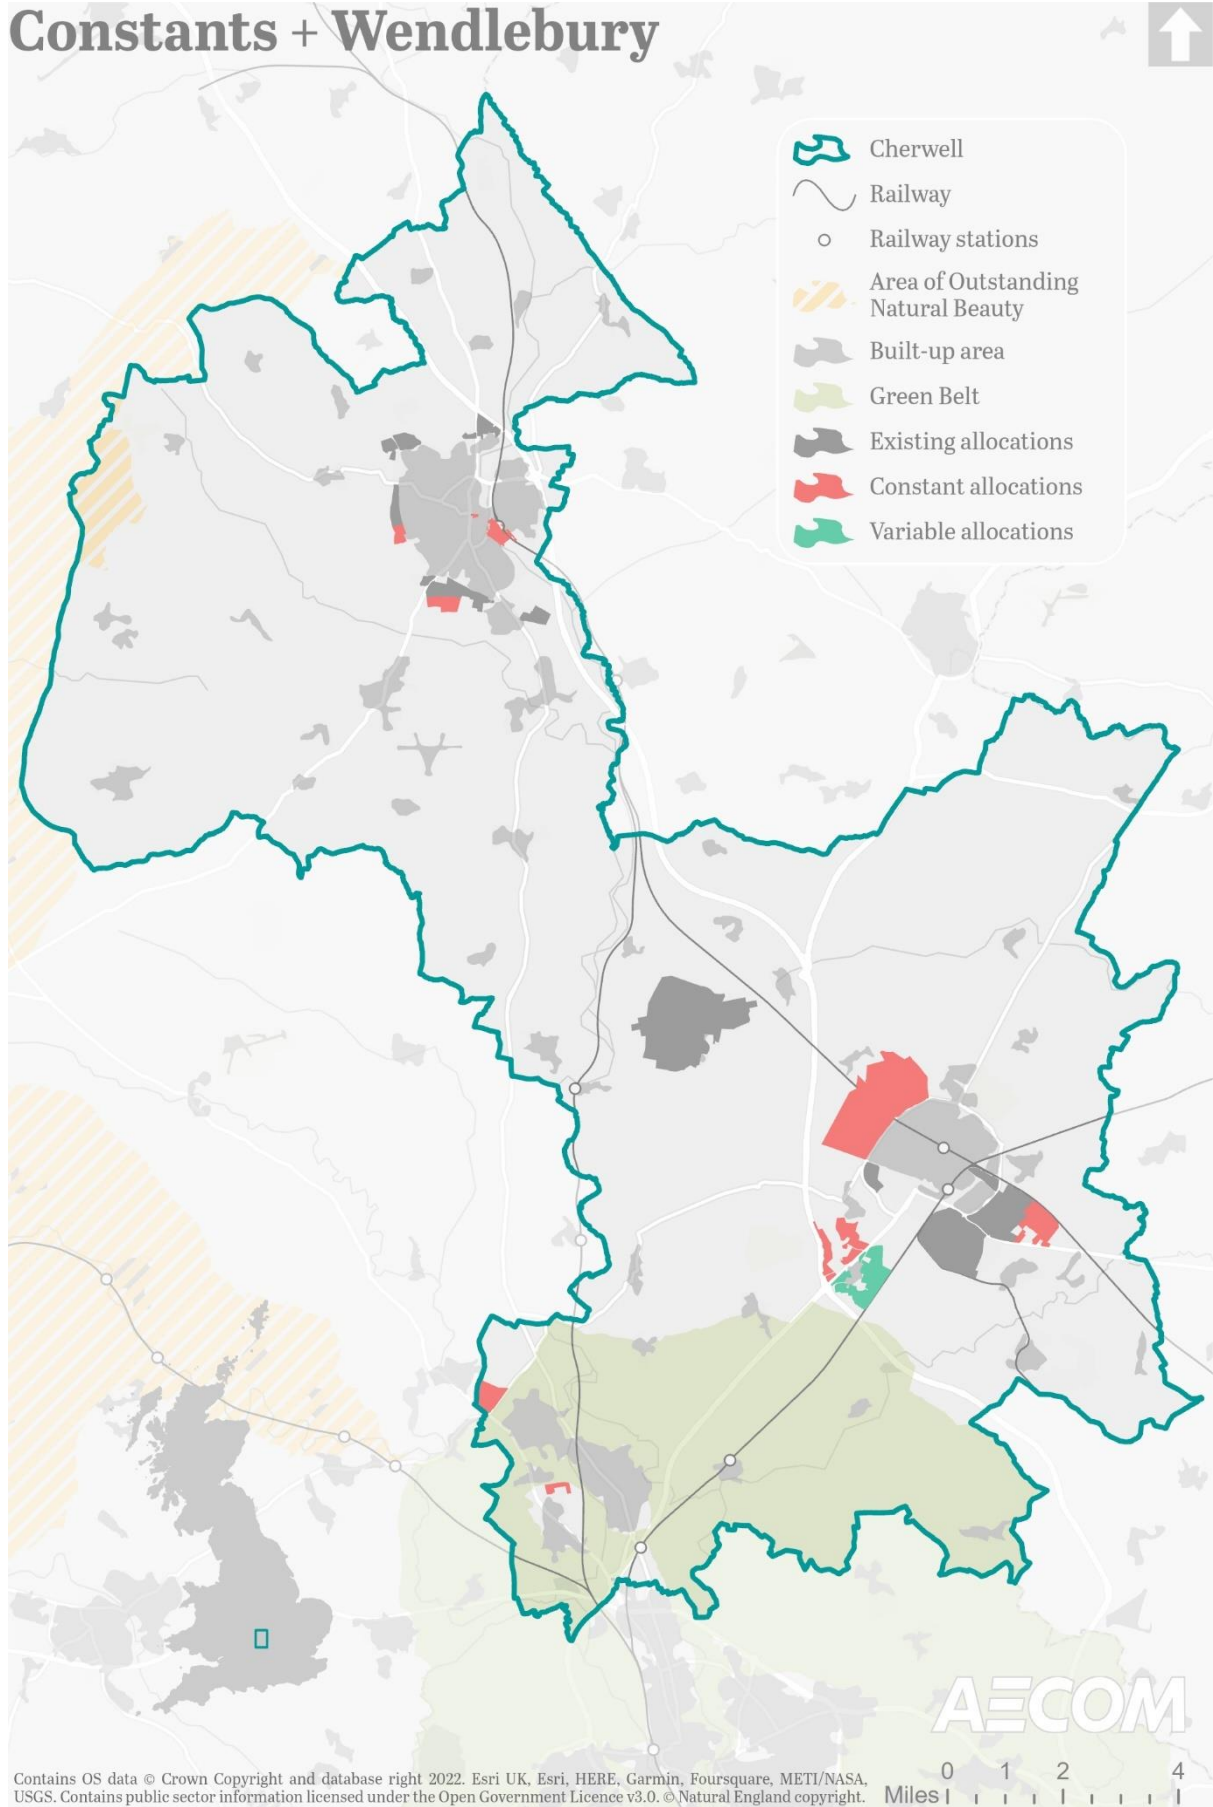 Constants + Wendlebury
Cherwell
Railway
Railway stations
Area of Outstanding
Natural Beauty
Built-up area
Green Belt
Existing allocations
Constant allocations
Variable allocations
AECOM
0 1 2 4
Miles
Contains OS data © Crown Copyright and database right 2022. Esri UK, Esri, HERE, Garmin, Foursquare, METI/NASA,
USGS. Contains public sector information licensed under the Open Government Licence v3.0. © Natural England copyright.